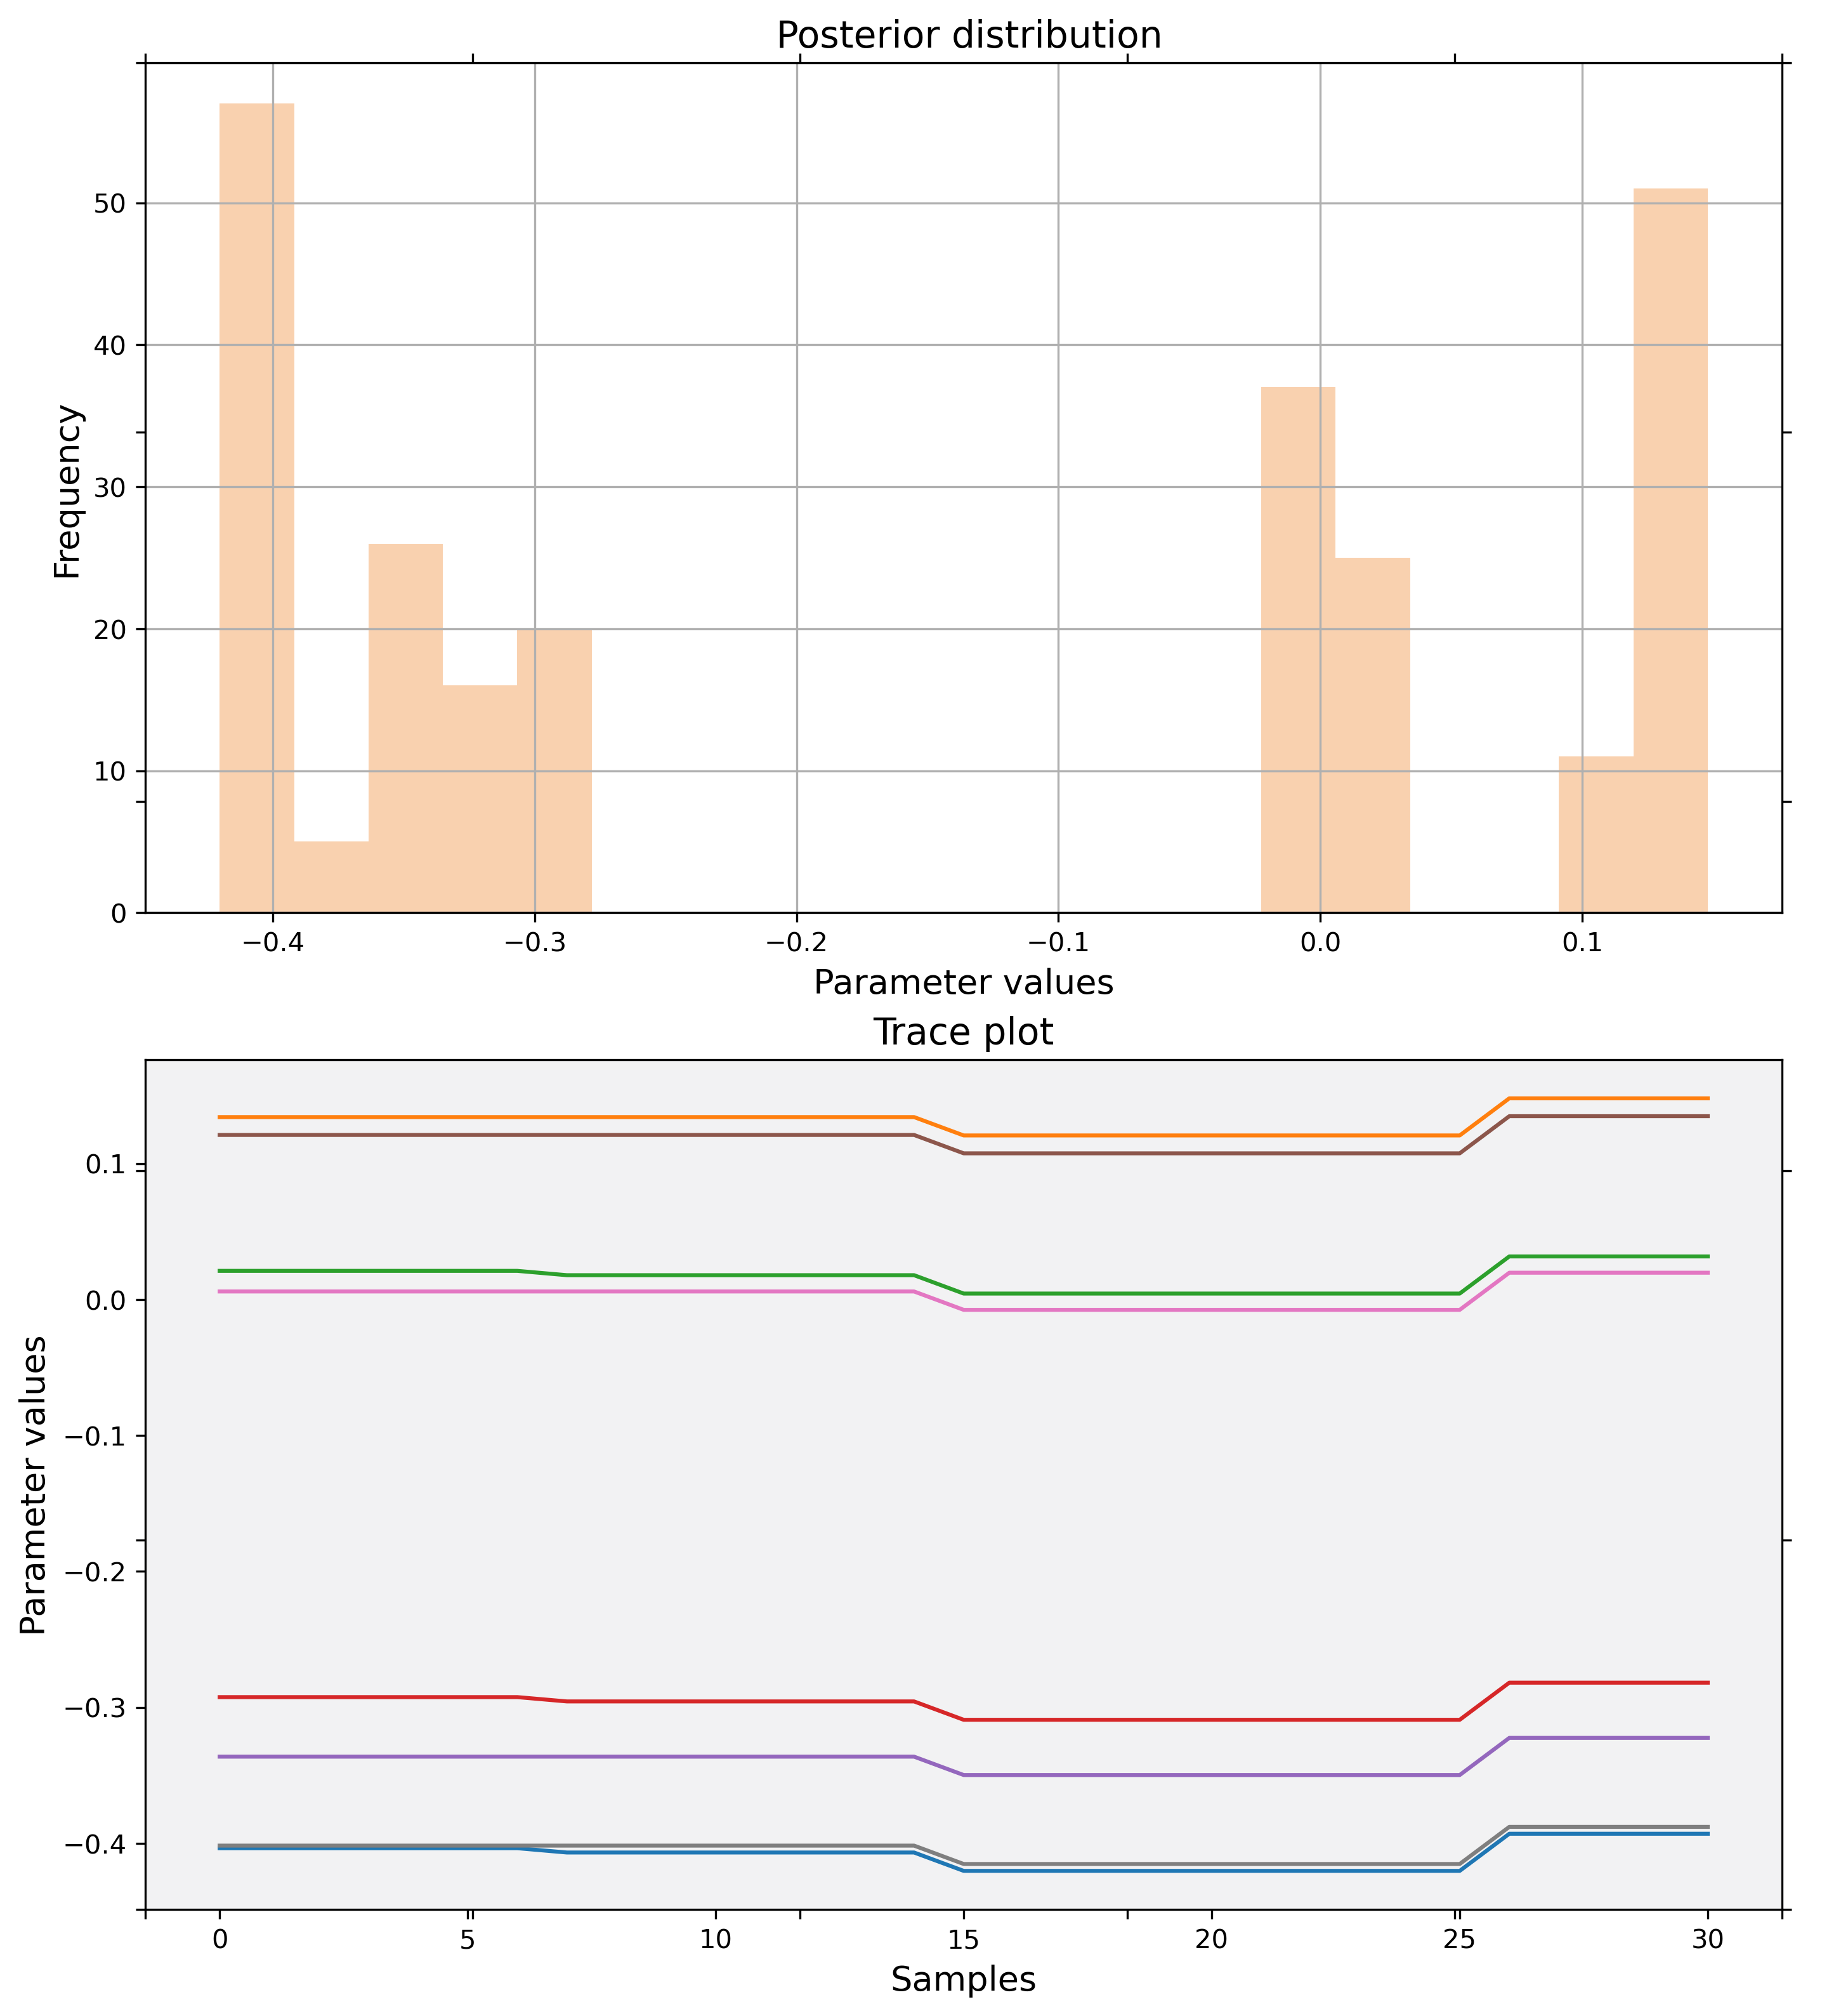 Posterior distribution
50
40
30
20
10
0
Frequency
−0.4 −0.3 −0.2 −0.1 0.0 0.1
Parameter values
Trace plot
0.1
0.0
−0.1
−0.2
−0.3
−0.4
Parameter values
0 5 10 15 20 25 30
Samples